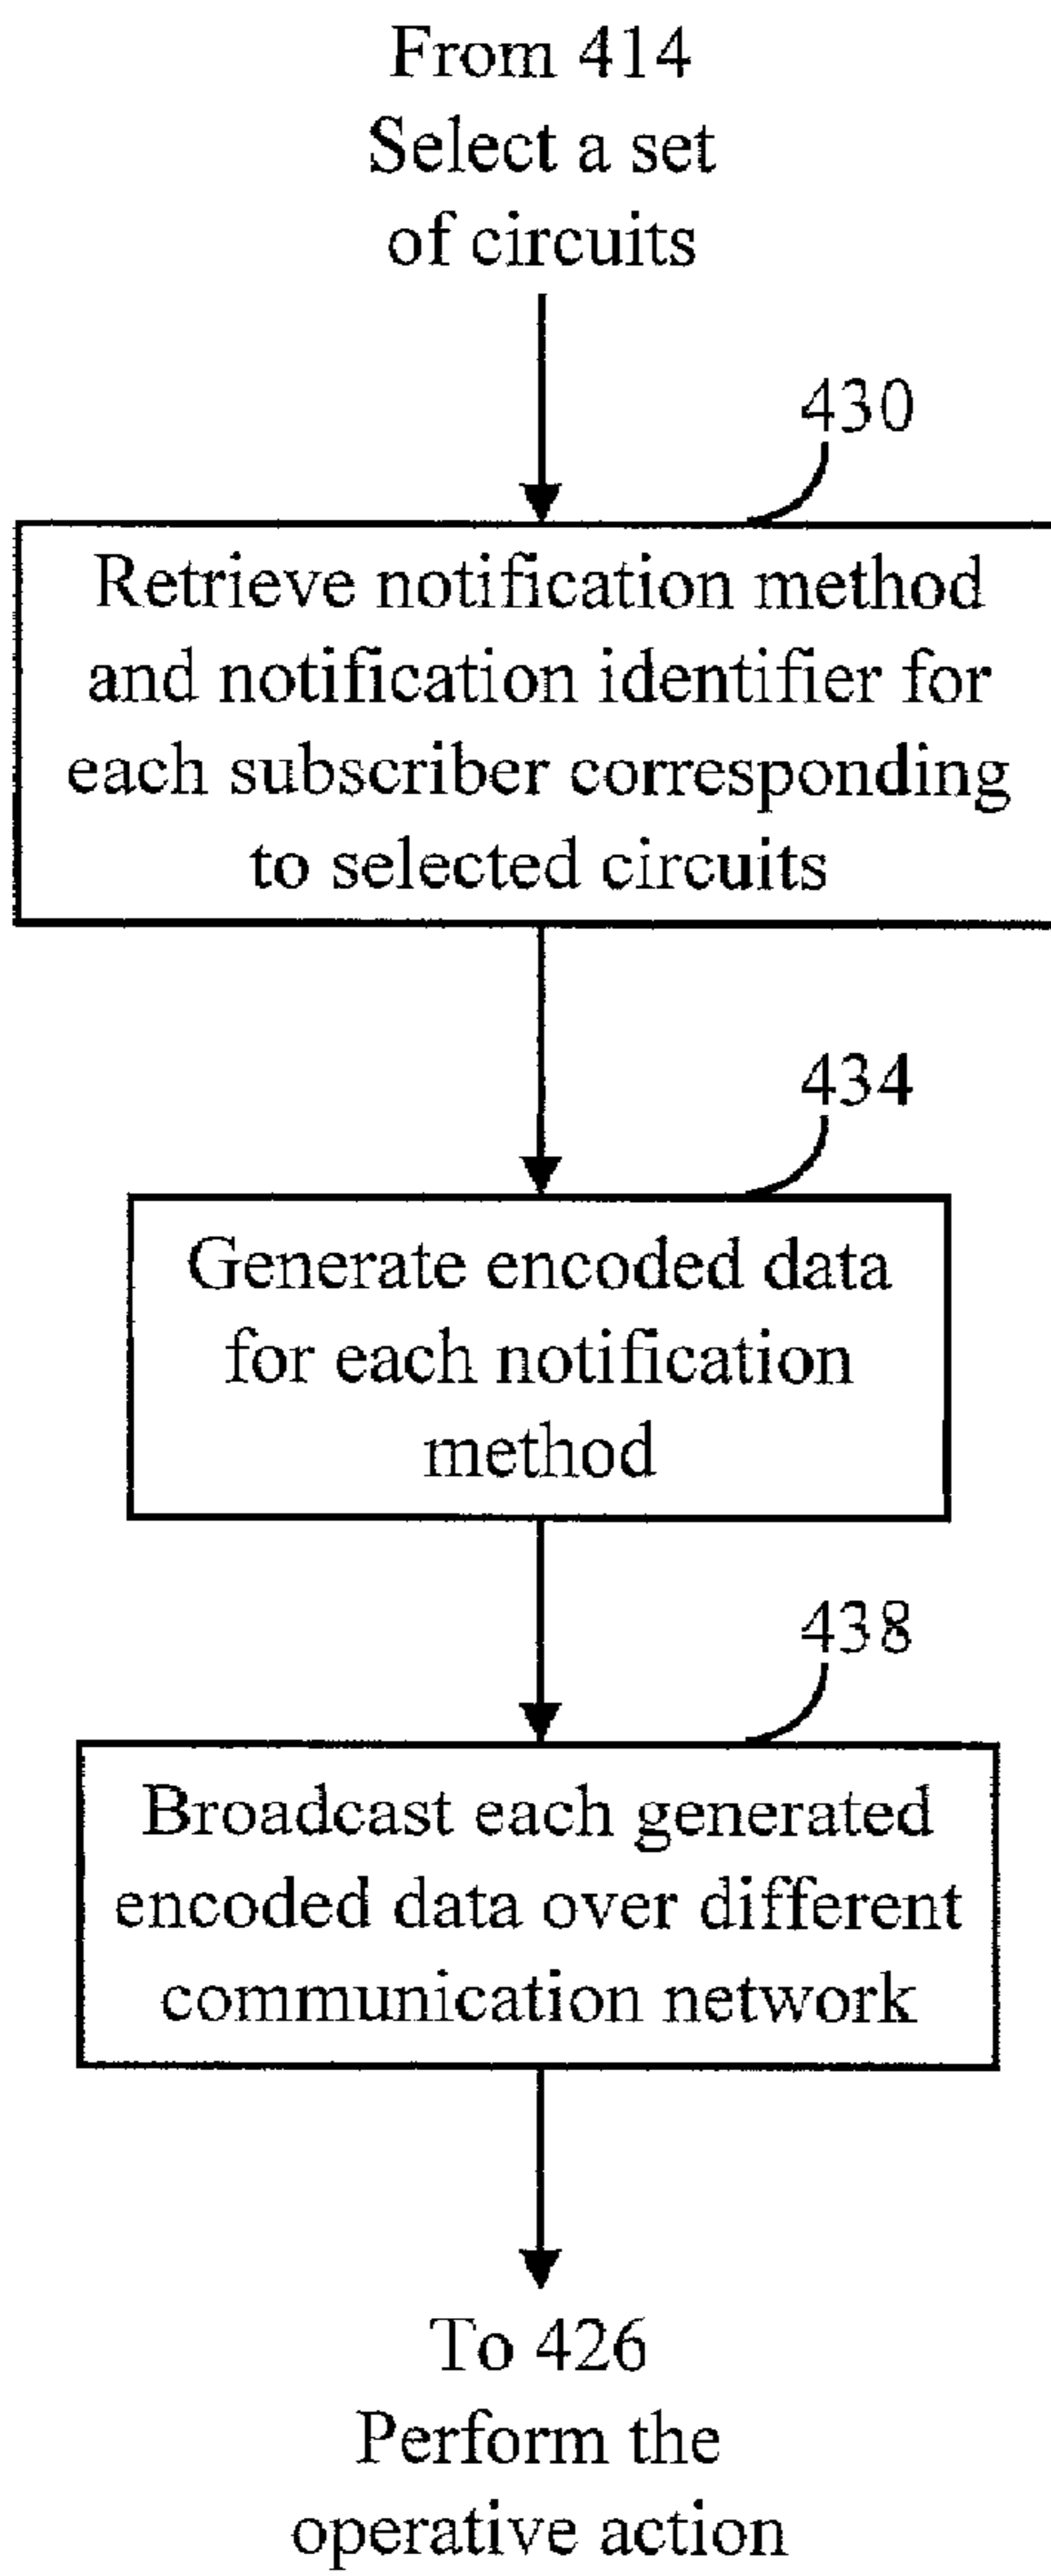 From 414
Select a set
of circuits
430
Retrieve notification method
and notification identifier for
each subscriber corresponding
to selected circuits
434
Generate encoded data
for each notification
method
438
Broadcast each generated
encoded data over different
communication network
To 426
Perform the
operative action